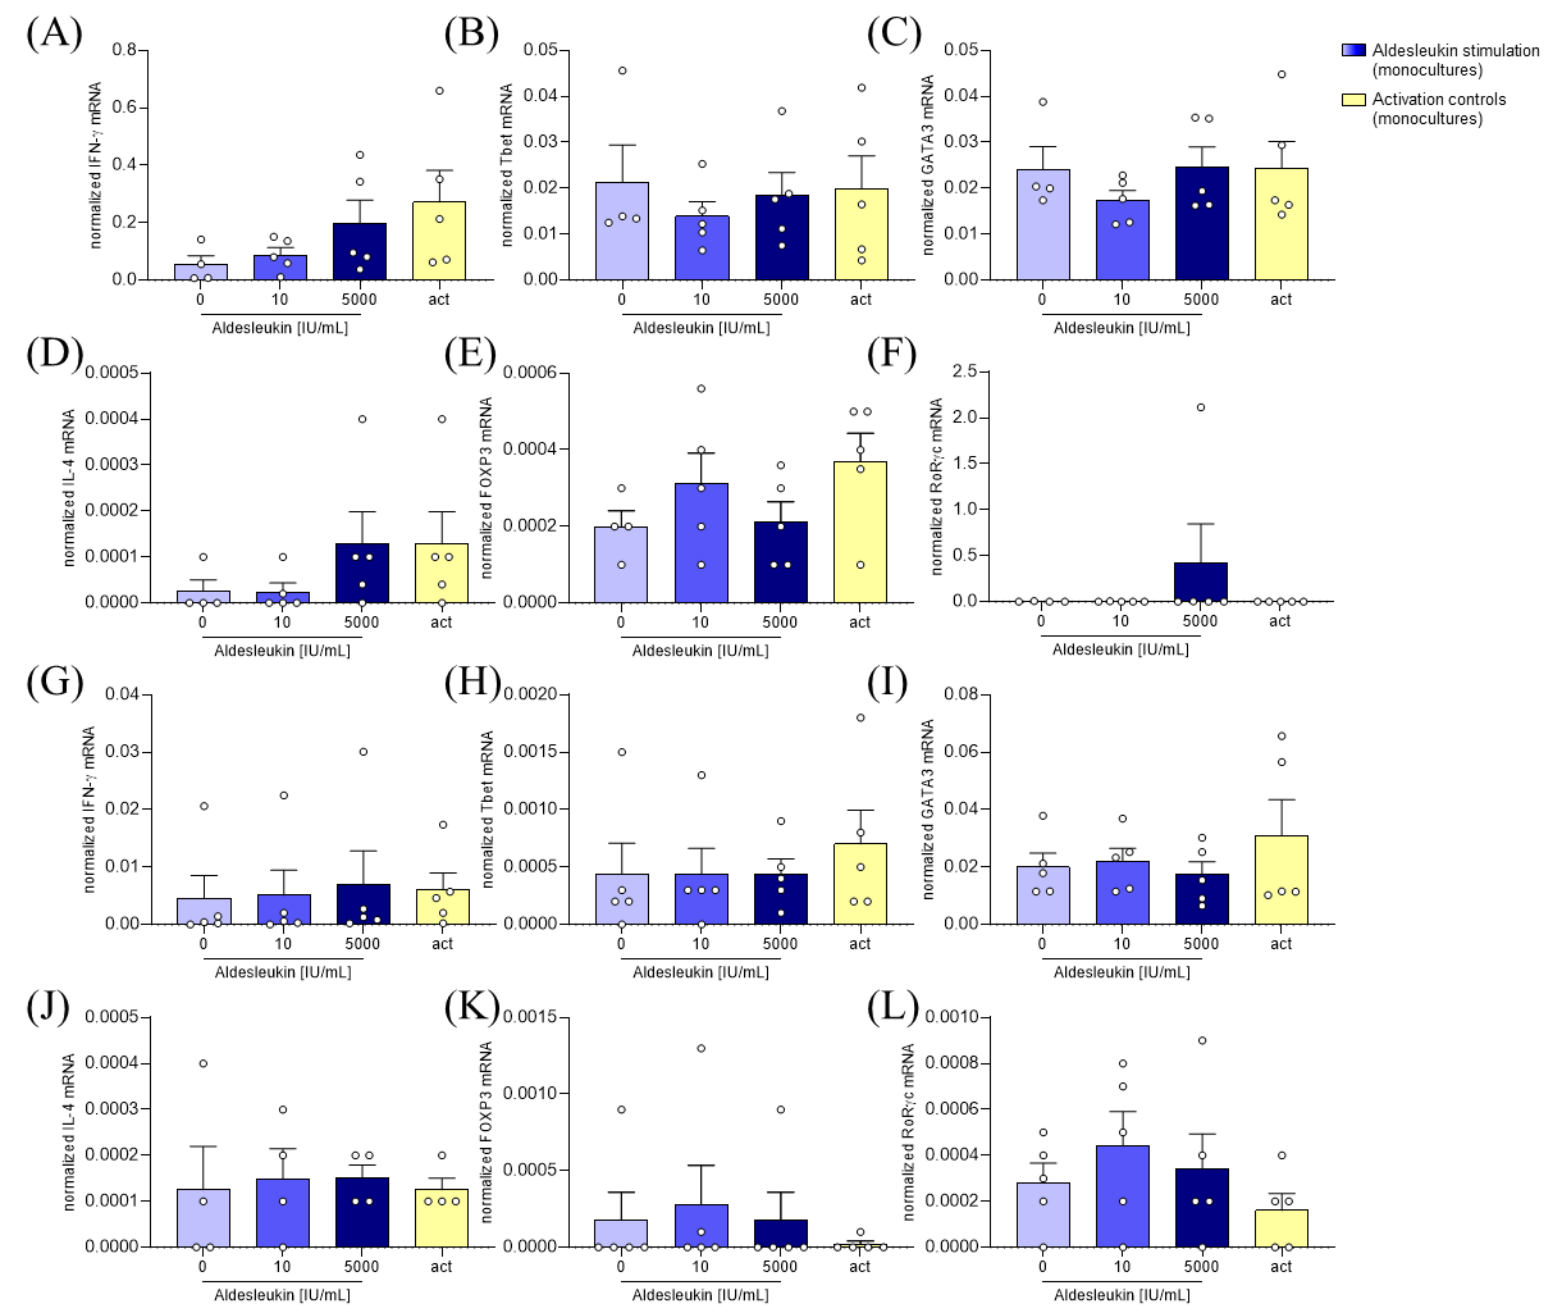 (A)
0.8
0.6
0.4
0.2
0.0
normalized IFN-γ mRNA
0 10 5000 act
Aldesleukin [IU/mL]
(B)
0.05
0.04
0.03
0.02
0.01
0.00
normalized Tbet mRNA
0 10 5000 act
Aldesleukin [IU/mL]
(C)
0.05
0.04
0.03
0.02
0.01
0.00
normalized GATA3 mRNA
0 10 5000 act
Aldesleukin [IU/mL]
Aldesleukin stimulation
(monocultures)
Activation controls
(monocultures)
(D)
0.0005
0.0004
0.0003
0.0002
0.0001
0.0000
normalized IL-4 mRNA
0 10 5000 act
Aldesleukin [IU/mL]
(E)
0.0006
0.0004
0.0002
0.0000
normalized FOXP3 mRNA
0 10 5000 act
Aldesleukin [IU/mL]
(F)
2.5
2.0
1.5
1.0
0.5
0.0
normalized RoRγc mRNA
0 10 5000 act
Aldesleukin [IU/mL]
(G)
0.04
0.03
0.02
0.01
0.00
normalized IFN-γ mRNA
0 10 5000 act
Aldesleukin [IU/mL]
(H)
0.0020
0.0015
0.0010
0.0005
0.0000
normalized Tbet mRNA
0 10 5000 act
Aldesleukin [IU/mL]
(I)
0.08
0.06
0.04
0.02
0.00
normalized GATA3 mRNA
0 10 5000 act
Aldesleukin [IU/mL]
(J)
0.0005
0.0004
0.0003
0.0002
0.0001
0.0000
normalized IL-4 mRNA
0 10 5000 act
Aldesleukin [IU/mL]
(K)
0.0015
0.0010
0.0005
0.0000
normalized FOXP3 mRNA
0 10 5000 act
Aldesleukin [IU/mL]
(L)
0.0010
0.0008
0.0006
0.0004
0.0002
0.0000
normalized RoRγc mRNA
0 10 5000 act
Aldesleukin [IU/mL]